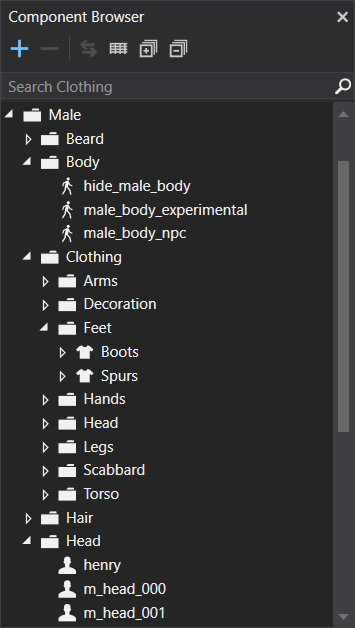 Component Browser
Search Clothing
Male
Beard
Body
hide_male_body
male_body_experimental
male_body_npc
Clothing
Arms
Decoration
Feet
Boots
Spurs
Hands
Head
Legs
Scabbard
Torso
Hair
Head
henry
m_head_000
m_head_001